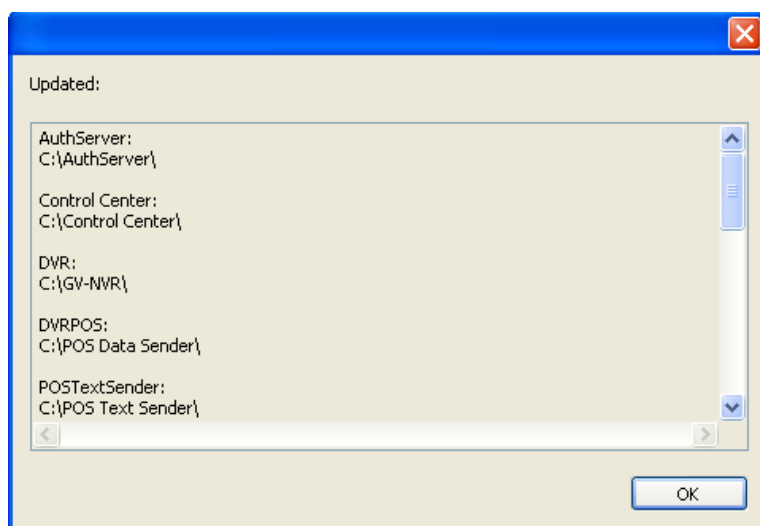 Updated:
AuthServer:
C:\AuthServer\
Control Center:
C:\Control Center\
DVR:
C:\GV-NVR\
DVRPOS:
C:\POS Data Sender\
POSTextSender:
C:\POS Text Sender\
OK